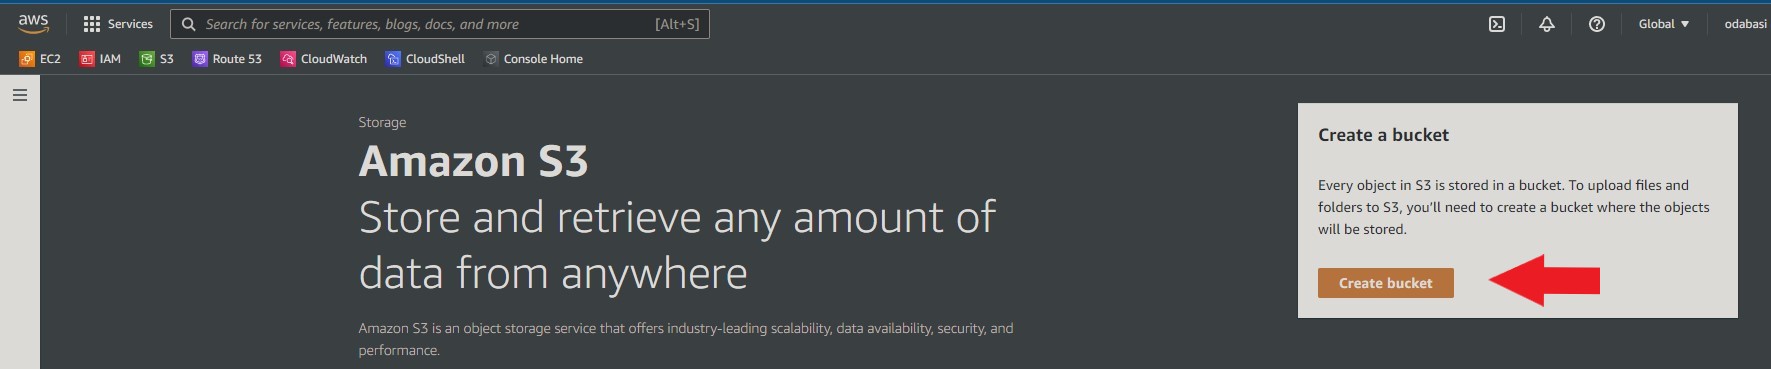 aws
Services
Search for services, features, blogs, docs, and more
[Alt+S]
Global
odabasi
EC2
IAM
S3
Route 53
CloudWatch
CloudShell
Console Home
Storage
Amazon S3
Store and retrieve any amount of
data from anywhere
Amazon S3 is an object storage service that offers industry-leading scalability, data availability, security, and
performance.
Create a bucket
Every object in S3 is stored in a bucket. To upload files and
folders to S3, you'll need to create a bucket where the objects
will be stored.
Create bucket